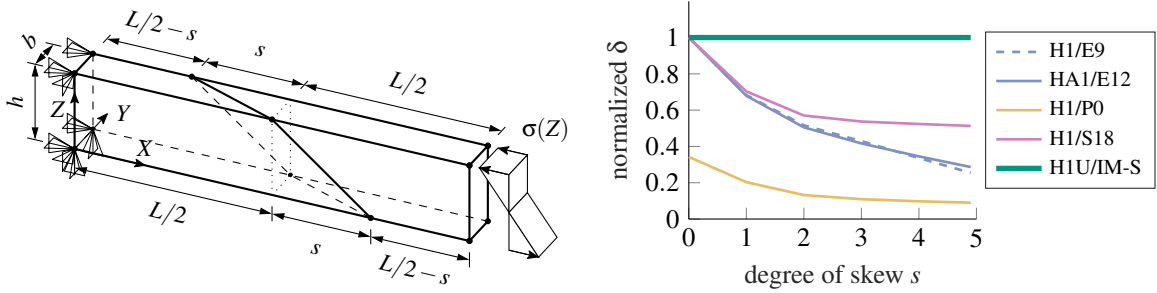 L/2−s
s
L/2
b
h
Z
Y
X
σ(Z)
L/2
s
L/2−s
normalized δ
1
0.8
0.6
0.4
0.2
0
0 1 2 3 4 5
degree of skew s
H1/E9
HA1/E12
H1/P0
H1/S18
H1U/IM-S